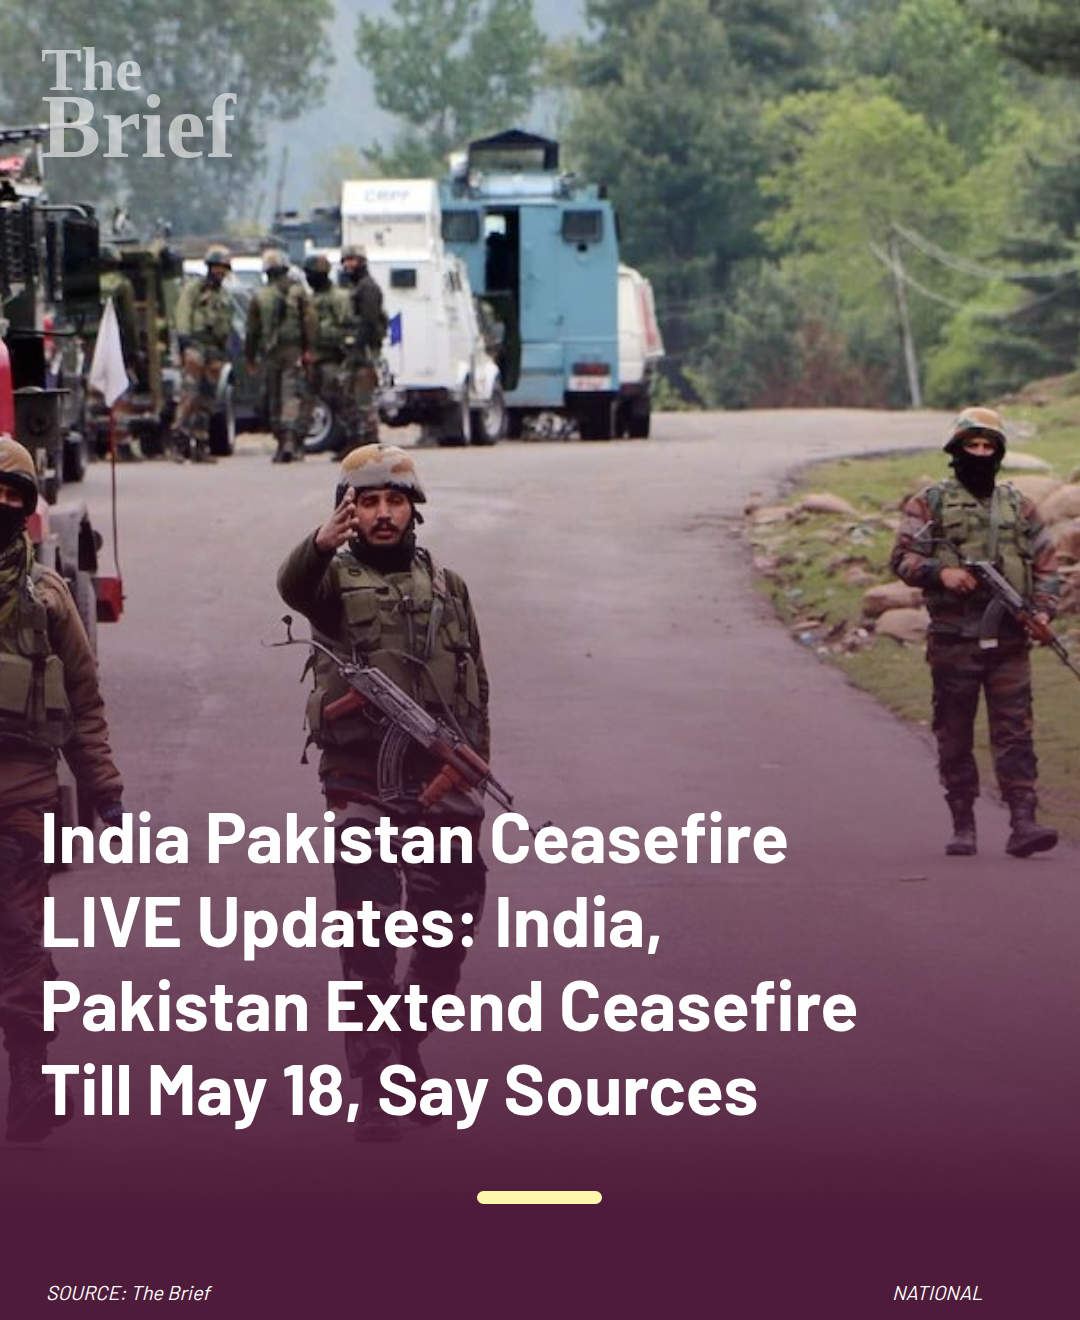 The
Brief
CRPF
India Pakistan Ceasefire
LIVE Updates: India,
Pakistan Extend Ceasefire
Till May 18, Say Sources
SOURCE: The Brief
NATIONAL